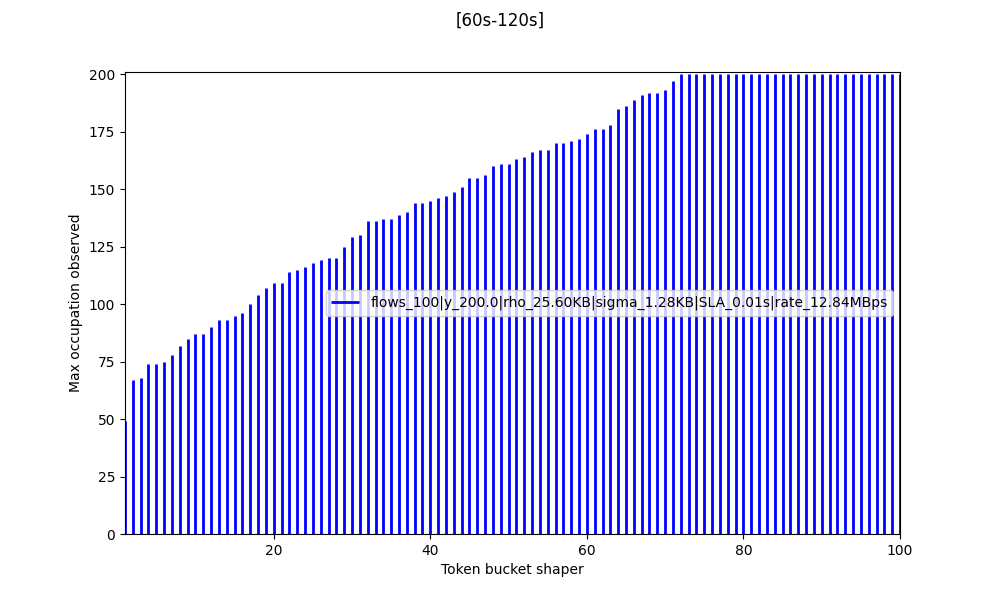 [60s-120s]
200
175
150
125
100
75
50
25
0
Max occupation observed
flows_100|y_200.0|rho_25.60KB|sigma_1.28KB|SLA_0.01s|rate_12.84MBps
20 40 60 80 100
Token bucket shaper